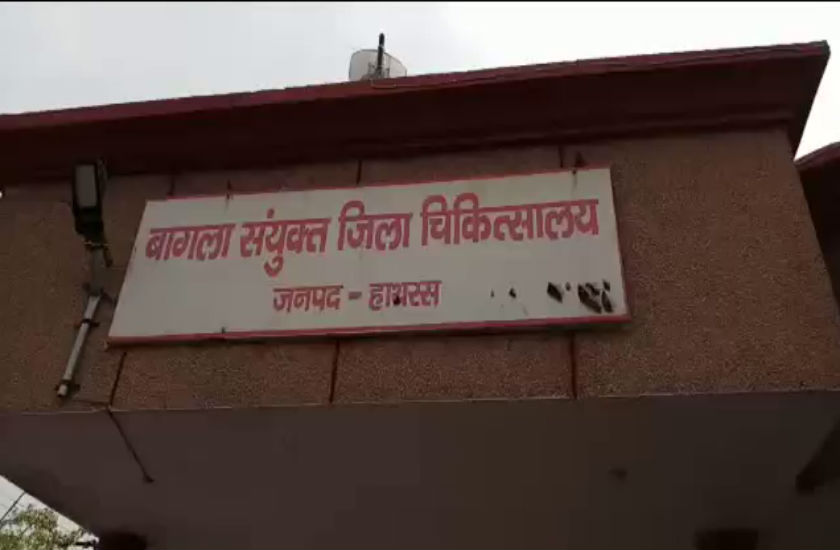 बागला संयुक्त जिला चिकित्सालय
जनपद - हाथरस